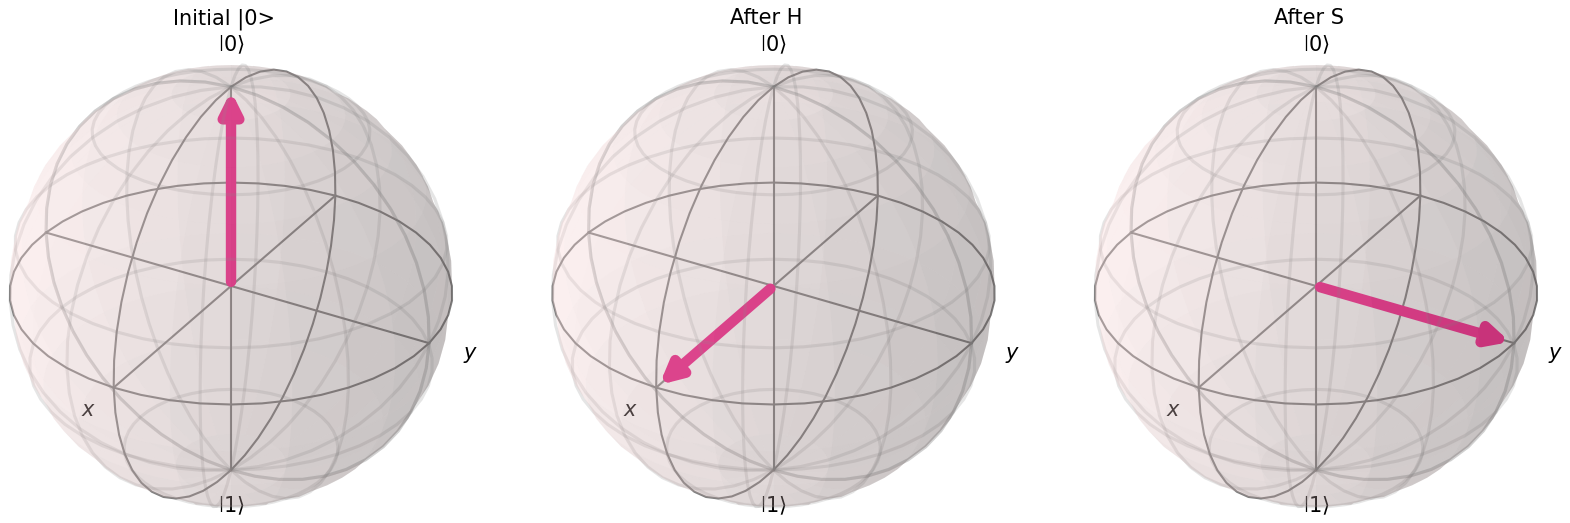 Initial |0>
|0⟩
x
y
|1⟩
After H
|0⟩
x
y
|1⟩
After S
|0⟩
x
y
|1⟩